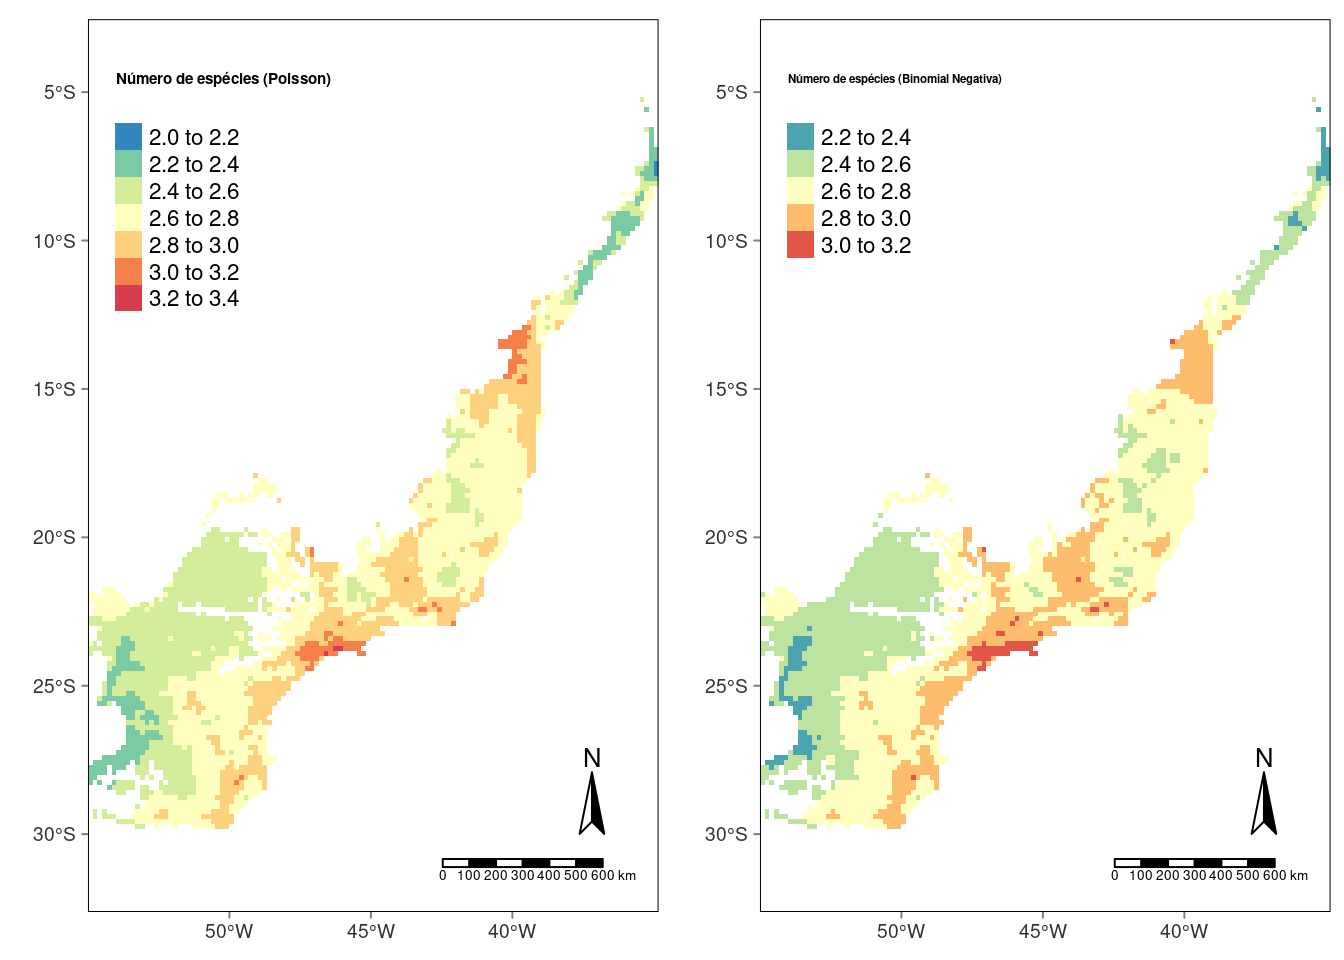 Número de espécies (Poisson)
2.0 to 2.2
2.2 to 2.4
2.4 to 2.6
2.6 to 2.8
2.8 to 3.0
3.0 to 3.2
3.2 to 3.4
5°S
10°S
15°S
20°S
25°S
30°S
N
0 100 200 300 400 500 600 km
50°W 45°W 40°W
Número de espécies (Binomial Negativa)
2.2 to 2.4
2.4 to 2.6
2.6 to 2.8
2.8 to 3.0
3.0 to 3.2
5°S
10°S
15°S
20°S
25°S
30°S
N
0 100 200 300 400 500 600 km
50°W 45°W 40°W